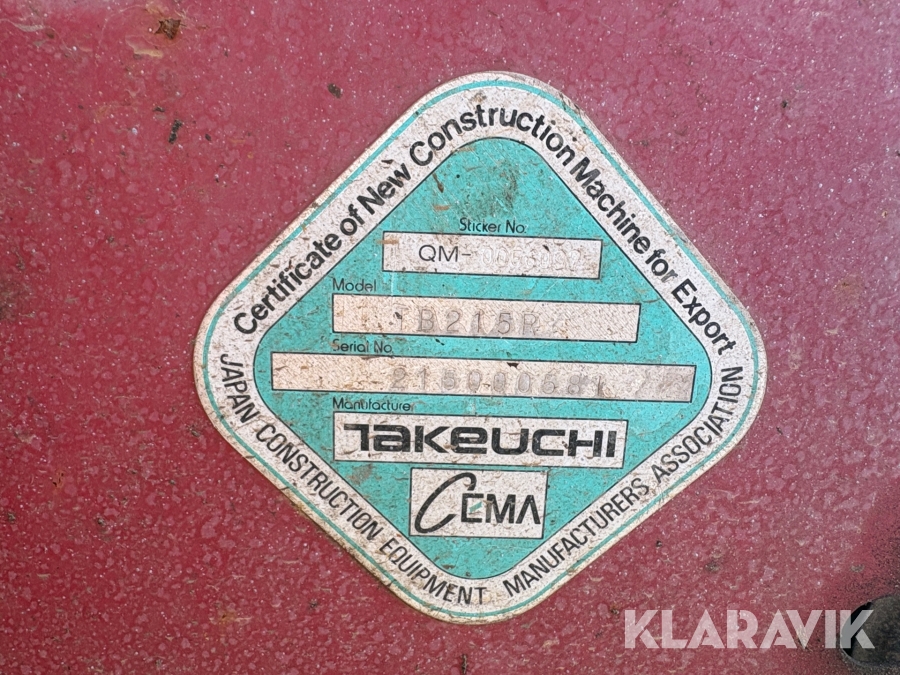 Certificate of New Construction Machine for Export
Sticker No.
QM-
Model
TB215R
Serial No.
Manufacture
TAKEUCHI
CEMA
JAPAN CONSTRUCTION EQUIPMENT MANUFACTURERS ASSOCIATION
KLARAVIK